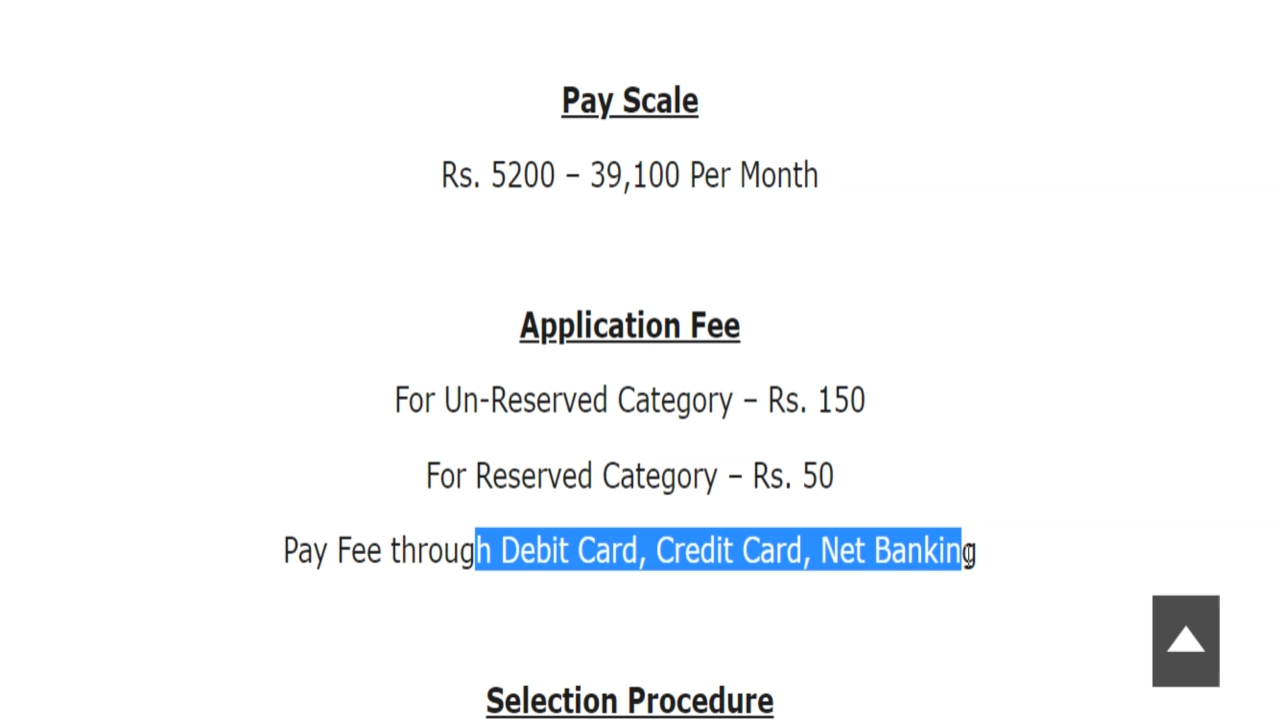 Pay Scale
Rs. 5200 – 39,100 Per Month
Application Fee
For Un-Reserved Category – Rs. 150
For Reserved Category – Rs. 50
Pay Fee through Debit Card, Credit Card, Net Banking
Selection Procedure